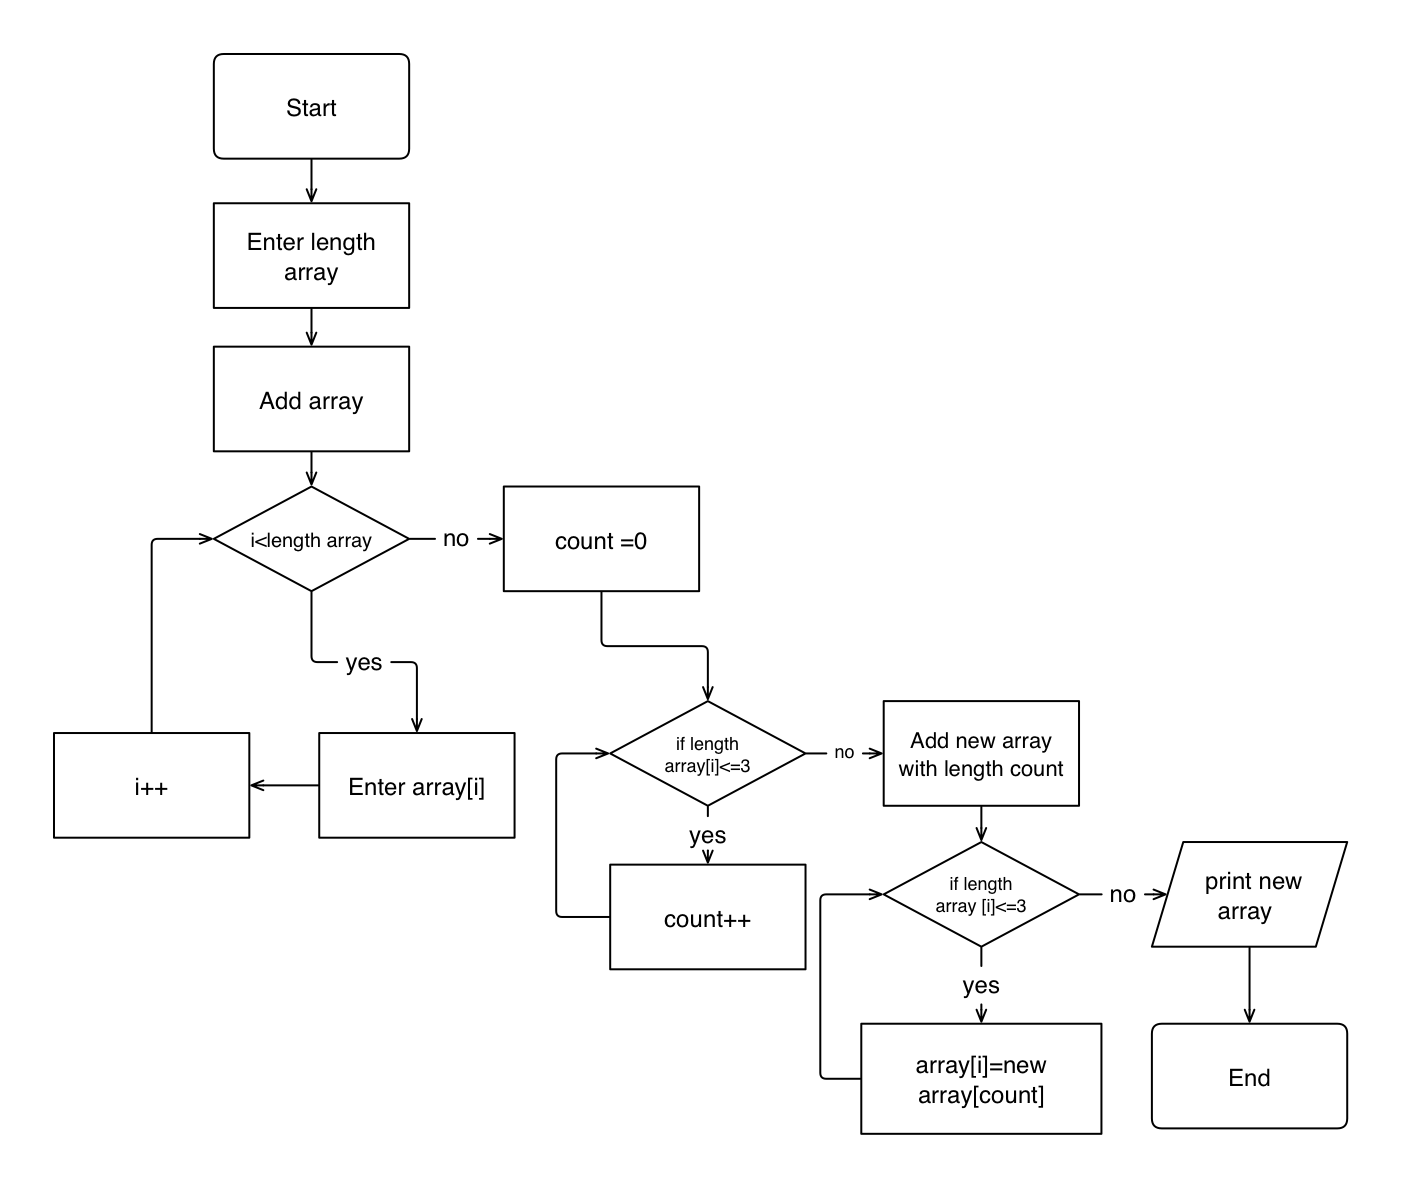 Start
Enter length
array
Add array
i<length array
no
count =0
yes
i++
Enter array[i]
if length
array[i]<=3
no
Add new array
with length count
yes
count++
if length
array [i]<=3
no
print new
array
yes
array[i]=new
array[count]
End